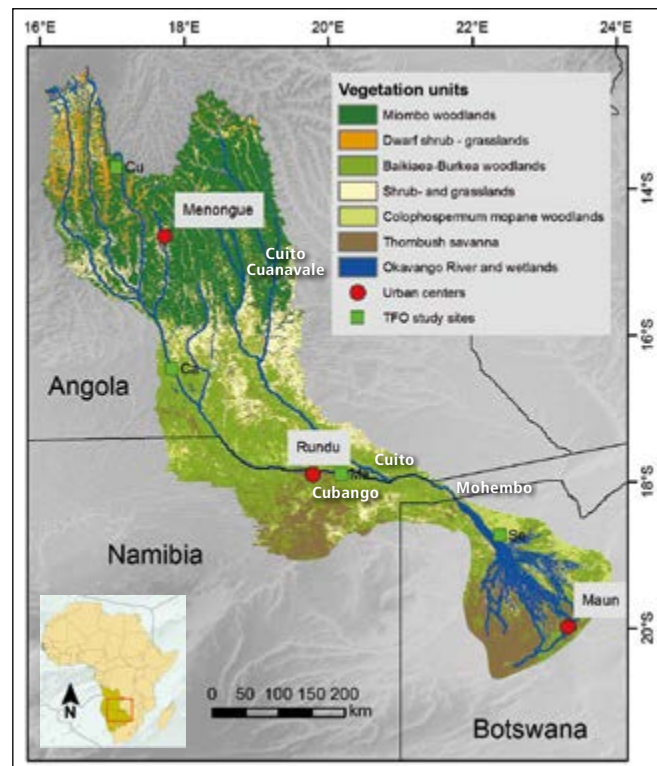 16°E 18°E 20°E 22°E 24°E
Vegetation units
Miombo woodlands
Dwarf shrub - grasslands
Baikiaea-Burkea woodlands
Shrub- and grasslands
Colophospermum mopane woodlands
Thornbush savanna
Okavango River and wetlands
Urban centers
TFO study sites
Cu
Menongue
Cuito
Cuanavale
14°S
16°S
Ca
Angola
Rundu
Cuito
Ma
Cubango
Mohembo
18°S
Namibia
Se
Maun
20°S
N
0 50 100 150 200
km
Botswana